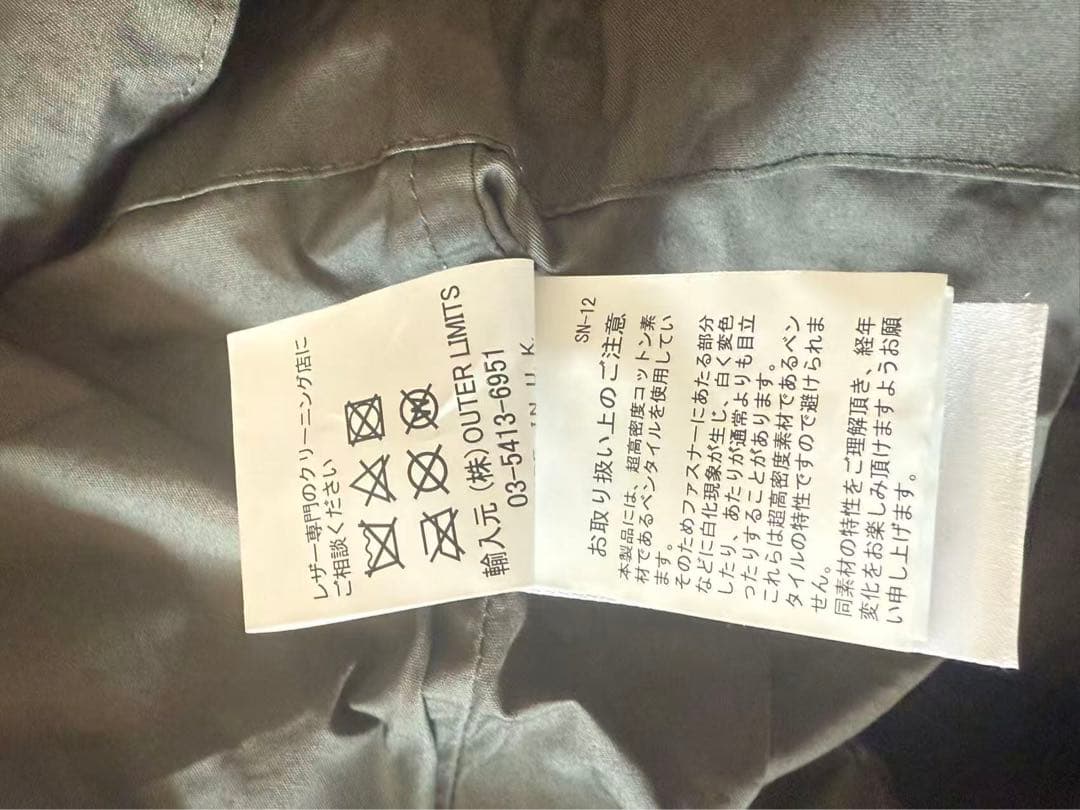 レザー専門のクリーニング店に
ご相談ください
輸入元 (株) OUTER LIMITS
03-5413-6951
IN U.K.
SN-12
お取り扱い上のご注意
本製品には、超高密度コットン素
材であるベンタイルを使用してい
ます。
そのためファスナーにあたる部分
などに白化現象が生じ、白く変色
したり、あたりが通常よりも目立
ったりすることがあります。
これらは超高密度素材であるベン
タイルの特性ですので避けられま
せん。
同素材の特性をご理解頂き、経年
変化をお楽しみ頂けますようお願
い申し上げます。